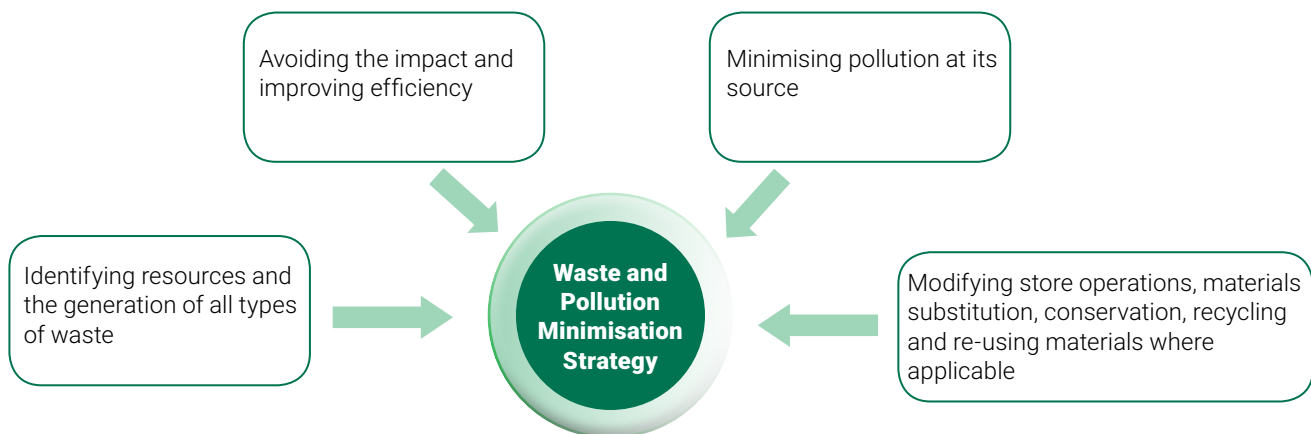 Avoiding the impact and
improving efficiency
Minimising pollution at its
source
Identifying resources and
the generation of all types
of waste
Waste and
Pollution
Minimisation
Strategy
Modifying store operations, materials
substitution, conservation, recycling
and re-using materials where
applicable